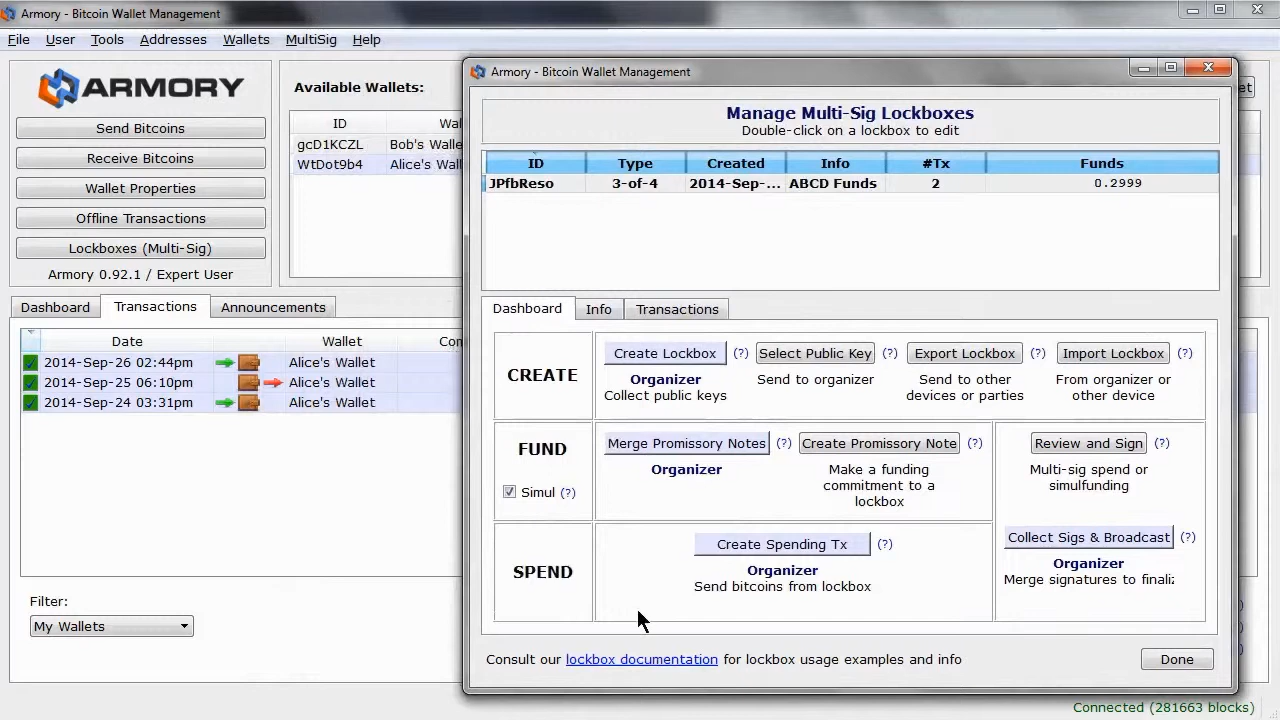 Armory - Bitcoin Wallet Management
File User Tools Addresses Wallets MultiSig Help
ARMORY
Send Bitcoins
Receive Bitcoins
Wallet Properties
Offline Transactions
Lockboxes (Multi-Sig)
Armory 0.92.1 / Expert User
Available Wallets:
ID Wal
gcD1KCZL Bob's Walle
WtDot9b4 Alice's Walle
Dashboard Transactions Announcements
Date Wallet Con
2014-Sep-26 02:44pm Alice's Wallet
2014-Sep-25 06:10pm Alice's Wallet
2014-Sep-24 03:31pm Alice's Wallet
Filter:
My Wallets
Armory - Bitcoin Wallet Management
Manage Multi-Sig Lockboxes
Double-click on a lockbox to edit
ID Type Created Info #Tx Funds
JPfbReso 3-of-4 2014-Sep-... ABCD Funds 2 0.2999
Dashboard Info Transactions
CREATE
Create Lockbox (?) Select Public Key Export Lockbox (?) Import Lockbox (?)
Organizer
Collect public keys
Send to organizer
Send to other
devices or parties
From organizer or
other device
FUND
Simul (?)
Merge Promissory Notes (?) Create Promissory Note (?)
Organizer
Make a funding
commitment to a
lockbox
Review and Sign (?)
Multi-sig spend or
simulfunding
SPEND
Create Spending Tx (?)
Organizer
Send bitcoins from lockbox
Collect Sigs & Broadcast (?)
Organizer
Merge signatures to finaliz
Consult our lockbox documentation for lockbox usage examples and info
Done
et
Connected (281663 blocks)